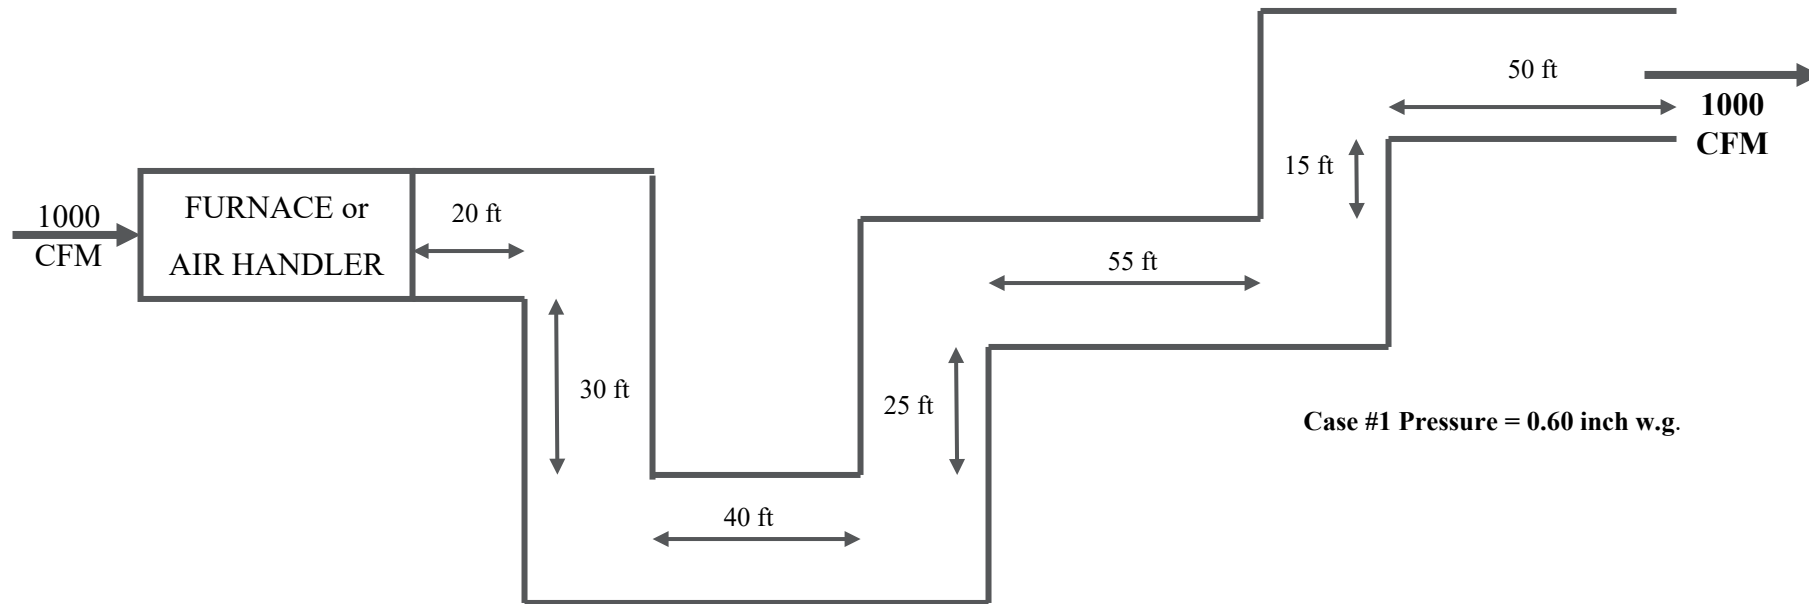 50 ft
1000
CFM
15 ft
1000
CFM
FURNACE or
AIR HANDLER
20 ft
55 ft
30 ft
25 ft
Case #1 Pressure = 0.60 inch w.g.
40 ft